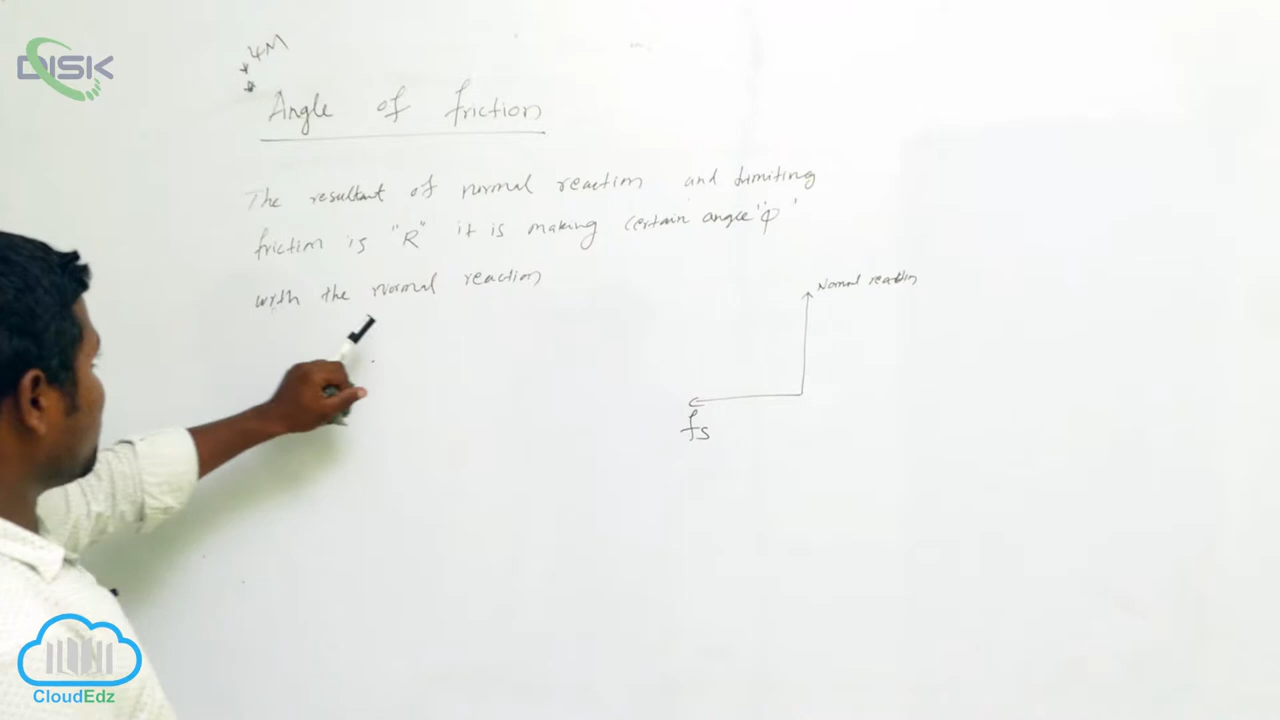 DISK
4M
Angle of friction
The resultant of normal reaction and limiting
friction is "R" it is making certain angle "φ"
with the normal reaction
Normal reaction
fs
CloudEdz